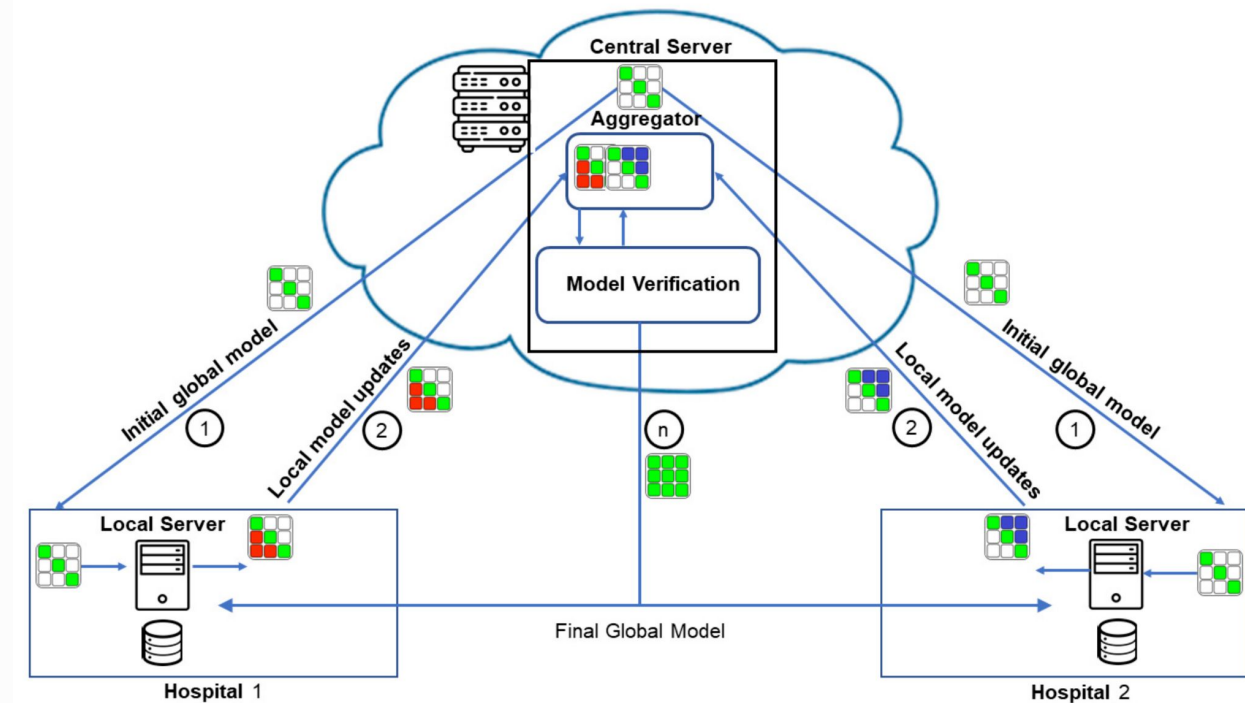 Central Server
Aggregator
Model Verification
Initial global model
1
Local model updates
2
n
Local model updates
2
Initial global model
1
Local Server
Local Server
Final Global Model
Hospital 1
Hospital 2